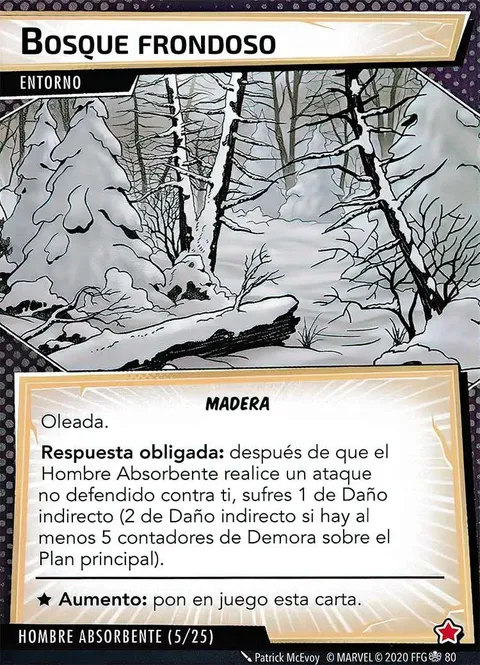 BOSQUE FRONDOSO
ENTORNO
MADERA
Oleada.
Respuesta obligada: después de que el
Hombre Absorbente realice un ataque
no defendido contra ti, sufres 1 de Daño
indirecto (2 de Daño indirecto si hay al
menos 5 contadores de Demora sobre el
Plan principal).
★ Aumento: pon en juego esta carta.
HOMBRE ABSORBENTE (5/25)
Patrick McEvoy © MARVEL © 2020 FFG 80